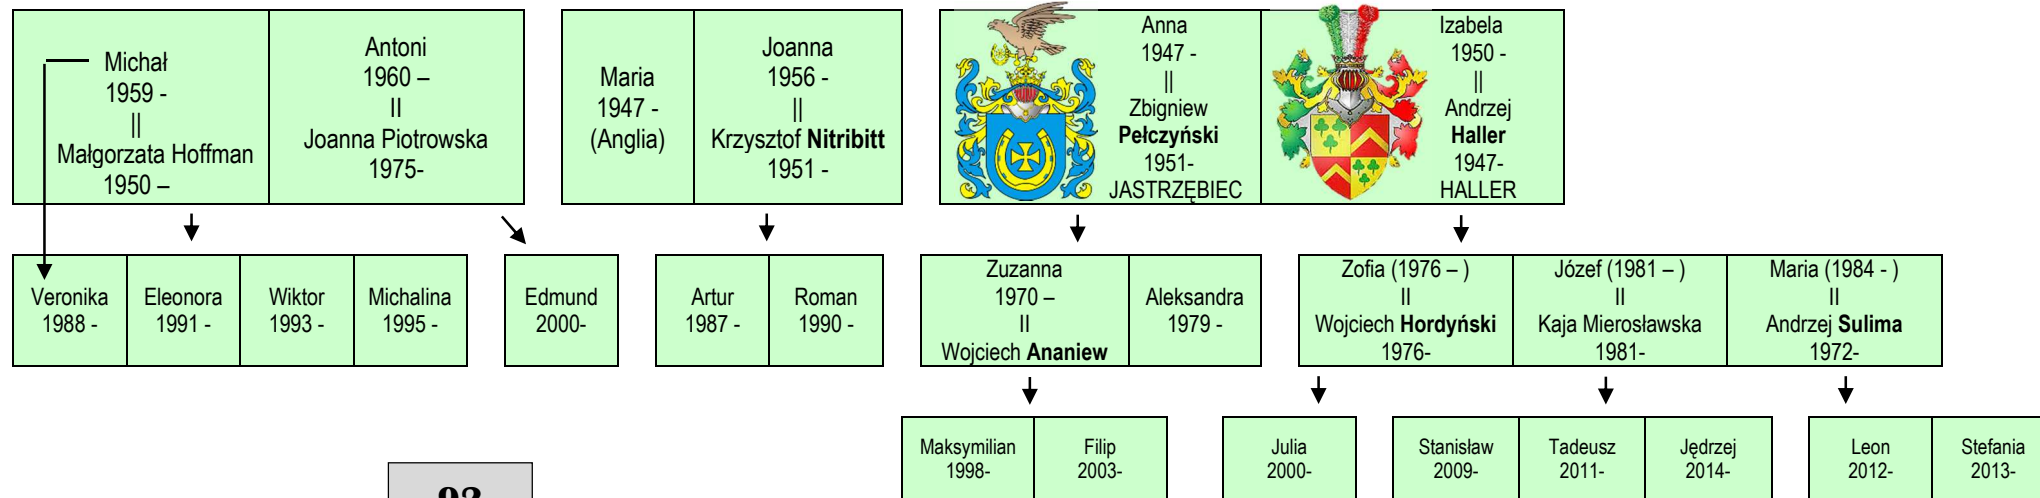 Michał
1959 -
||
Małgorzata Hoffman
1950 –
Antoni
1960 –
II
Joanna Piotrowska
1975-
Maria
1947 -
(Anglia)
Joanna
1956 -
||
Krzysztof Nitribitt
1951 -
Anna
1947 -
||
Zbigniew
Pełczyński
1951-
JASTRZĘBIEC
Izabela
1950 -
||
Andrzej
Haller
1947-
HALLER
Veronika
1988 -
Eleonora
1991 -
Wiktor
1993 -
Michalina
1995 -
Edmund
2000-
Artur
1987 -
Roman
1990 -
Zuzanna
1970 –
II
Wojciech Ananiew
Aleksandra
1979 -
Zofia (1976 – )
II
Wojciech Hordyński
1976-
Józef (1981 – )
II
Kaja Mierosławska
1981-
Maria (1984 - )
II
Andrzej Sulima
1972-
Maksymilian
1998-
Filip
2003-
Julia
2000-
Stanisław
2009-
Tadeusz
2011-
Jędrzej
2014-
Leon
2012-
Stefania
2013-